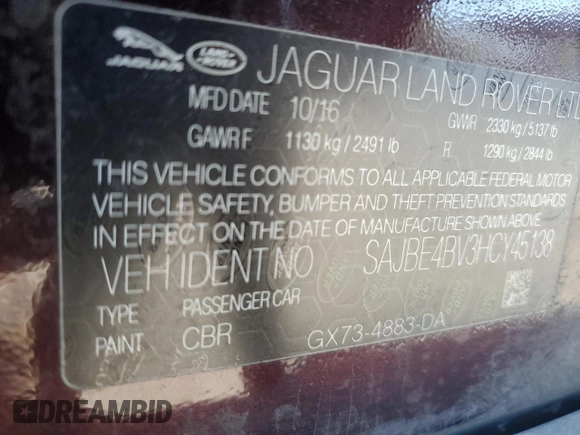 JAGUAR LAND ROVER JAGUAR LAND ROVER LTD
MFD DATE 10/16 GVWR 2330 kg / 5137 lb
GAWR F 1130 kg / 2491 lb R 1290 kg / 2844 lb
THIS VEHICLE CONFORMS TO ALL APPLICABLE FEDERAL MOTOR
VEHICLE SAFETY, BUMPER AND THEFT PREVENTION STANDARDS
IN EFFECT ON THE DATE OF MANUFACTURE SHOWN ABOVE.
VEH IDENT NO SAJBE4BV3HCY45138
TYPE PASSENGER CAR
PAINT CBR GX73-4883-DA
DREAMBID